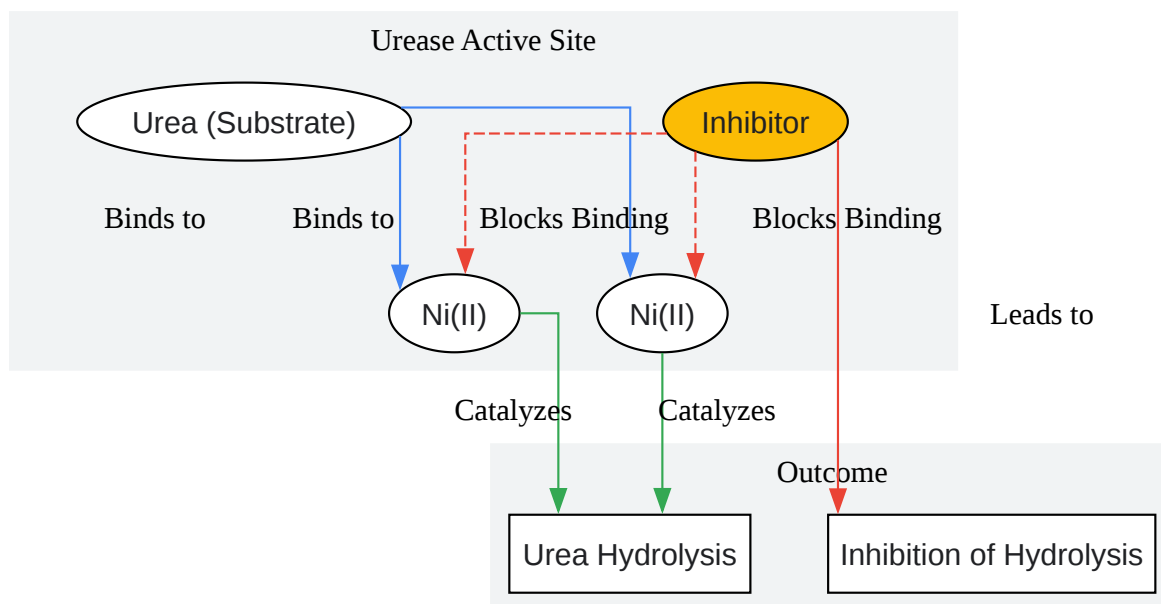 Urease Active Site
Urea (Substrate)
Inhibitor
Binds to
Binds to
Blocks Binding
Blocks Binding
Ni(II)
Ni(II)
Leads to
Catalyzes
Catalyzes
Outcome
Urea Hydrolysis
Inhibition of Hydrolysis